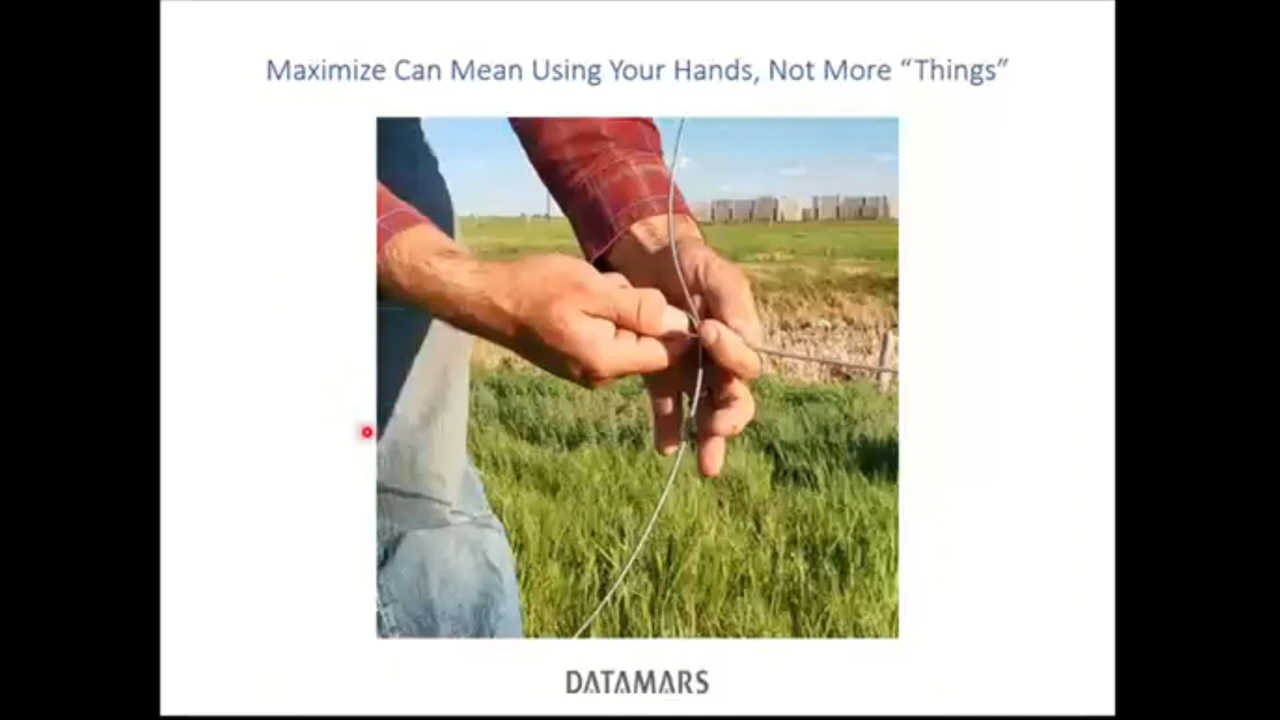 Maximize Can Mean Using Your Hands, Not More “Things”
DATAMARS